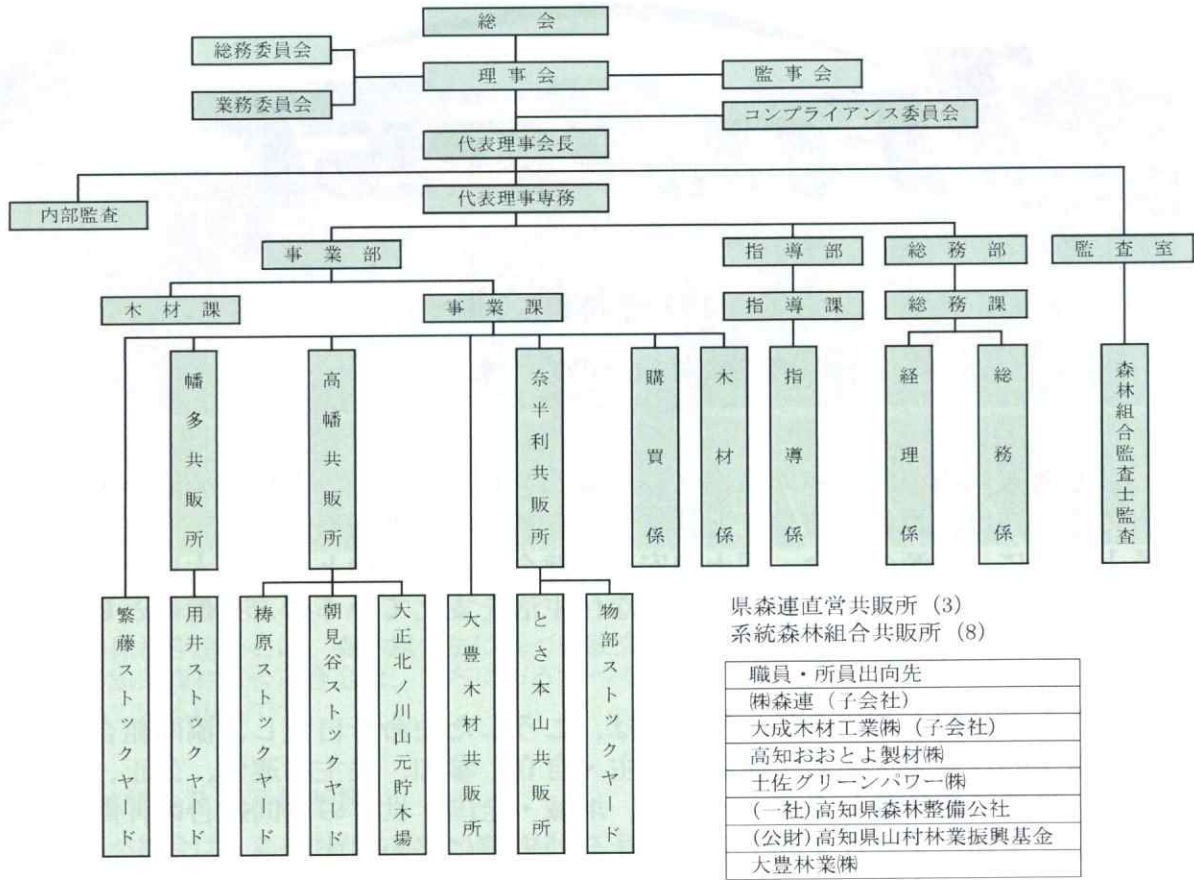 総会
総務委員会
理事会
監事会
業務委員会
コンプライアンス委員会
代表理事会長
代表理事専務
内部監査
事業部
指導部
総務部
監査室
木材課
事業課
指導課
総務課
幡多共販所
高幡共販所
奈半利共販所
購買係
木材係
指導係
経理係
総務係
森林組合監査士監査
繁藤ストックヤード
用井ストックヤード
梼原ストックヤード
朝見谷ストックヤード
大正北ノ川山元貯木場
大豊木材共販所
とさ本山共販所
物部ストックヤード
県森連直営共販所(3)
系統森林組合共販所(8)
職員・所員出向先
㈱森連(子会社)
大成木材工業㈱(子会社)
高知おおとよ製材㈱
土佐グリーンパワー㈱
(一社)高知県森林整備公社
(公財)高知県山村林業振興基金
大豊林業㈱